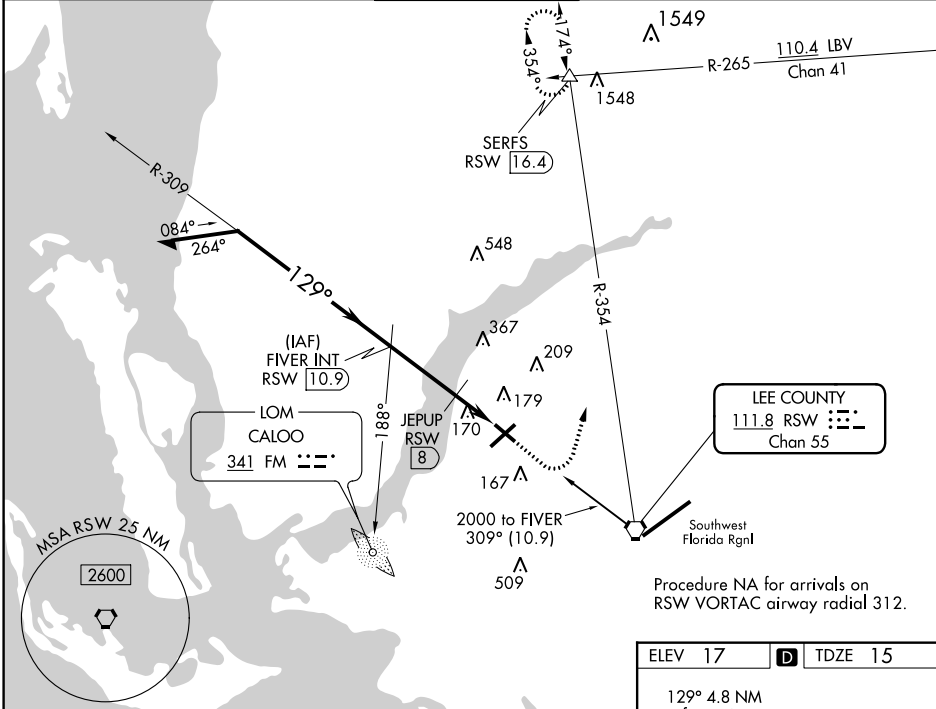 1549
174°
354°
110.4 LBV
R-265
Chan 41
1548
SERFS
RSW 16.4
R-309
084°
264°
548
129°
R-354
(IAF)
FIVER INT
RSW 10.9
367
209
188°
JEPUP
RSW
8
179
170
LOM
CALOO
341 FM
LEE COUNTY
111.8 RSW
Chan 55
167
2000 to FIVER
309° (10.9)
Southwest
Florida Rgnl
509
MSA RSW 25 NM
2600
Procedure NA for arrivals on
RSW VORTAC airway radial 312.
ELEV 17 D TDZE 15
129° 4.8 NM